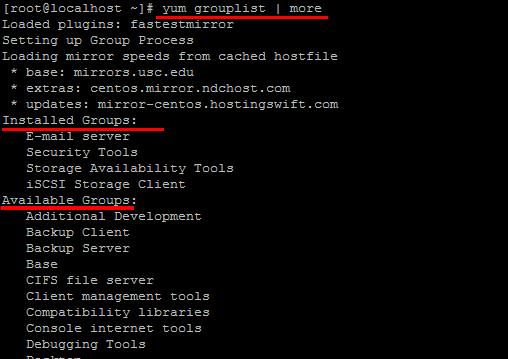 [root@localhost ~]# yum grouplist | more
Loaded plugins: fastestmirror
Setting up Group Process
Loading mirror speeds from cached hostfile
* base: mirrors.usc.edu
* extras: centos.mirror.ndchost.com
* updates: mirror-centos.hostingswift.com
Installed Groups:
E-mail server
Security Tools
Storage Availability Tools
iSCSI Storage Client
Available Groups:
Additional Development
Backup Client
Backup Server
Base
CIFS file server
Client management tools
Compatibility libraries
Console internet tools
Debugging Tools